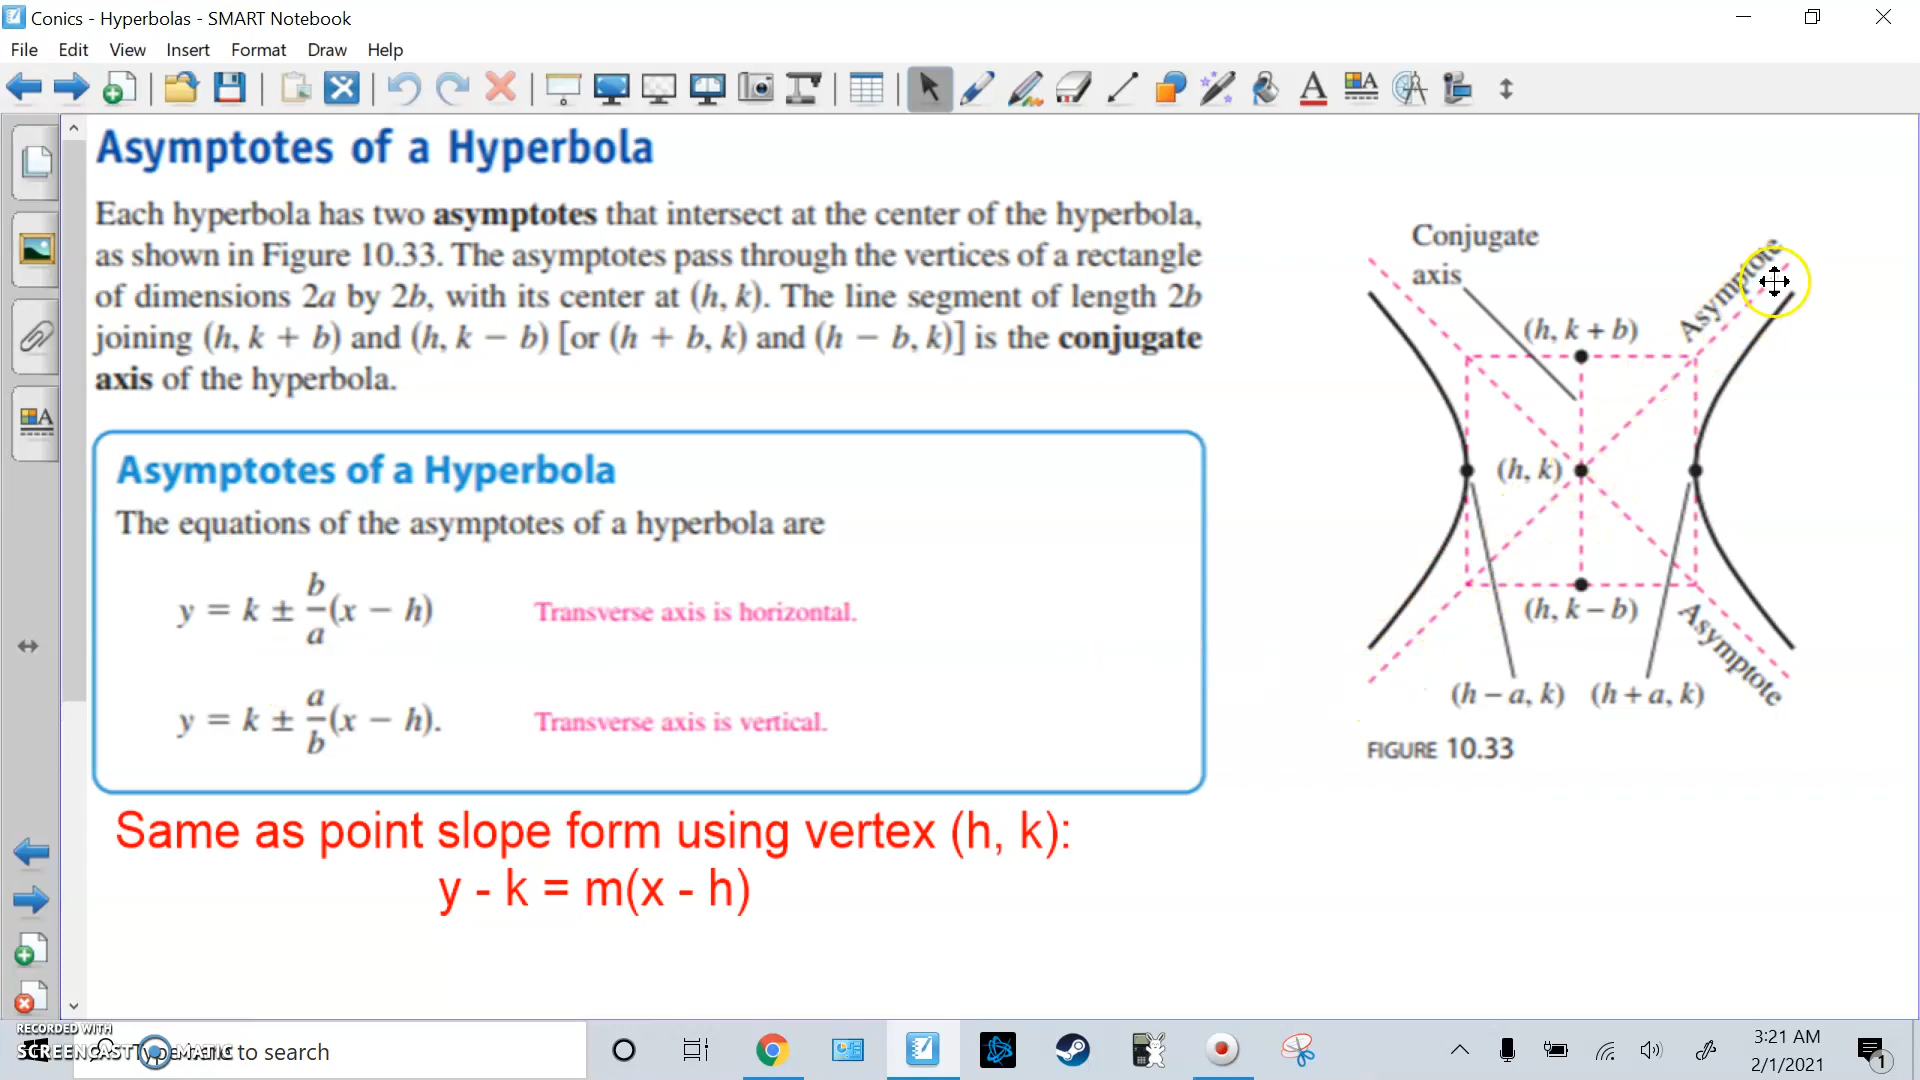 Conics - Hyperbolas - SMART Notebook
File Edit View Insert Format Draw Help
Asymptotes of a Hyperbola
Each hyperbola has two asymptotes that intersect at the center of the hyperbola,
as shown in Figure 10.33. The asymptotes pass through the vertices of a rectangle
of dimensions 2a by 2b, with its center at (h, k). The line segment of length 2b
joining (h, k + b) and (h, k − b) [or (h + b, k) and (h − b, k)] is the conjugate
axis of the hyperbola.
Asymptotes of a Hyperbola
The equations of the asymptotes of a hyperbola are
y = k ± b/a (x − h) Transverse axis is horizontal.
y = k ± a/b (x − h). Transverse axis is vertical.
Same as point slope form using vertex (h, k):
y - k = m(x - h)
Conjugate
axis
Asymptote
(h, k + b)
(h, k)
(h, k − b)
Asymptote
(h − a, k) (h + a, k)
FIGURE 10.33
RECORDED WITH
SCREENCAST MATIC
to search
3:21 AM
2/1/2021
1